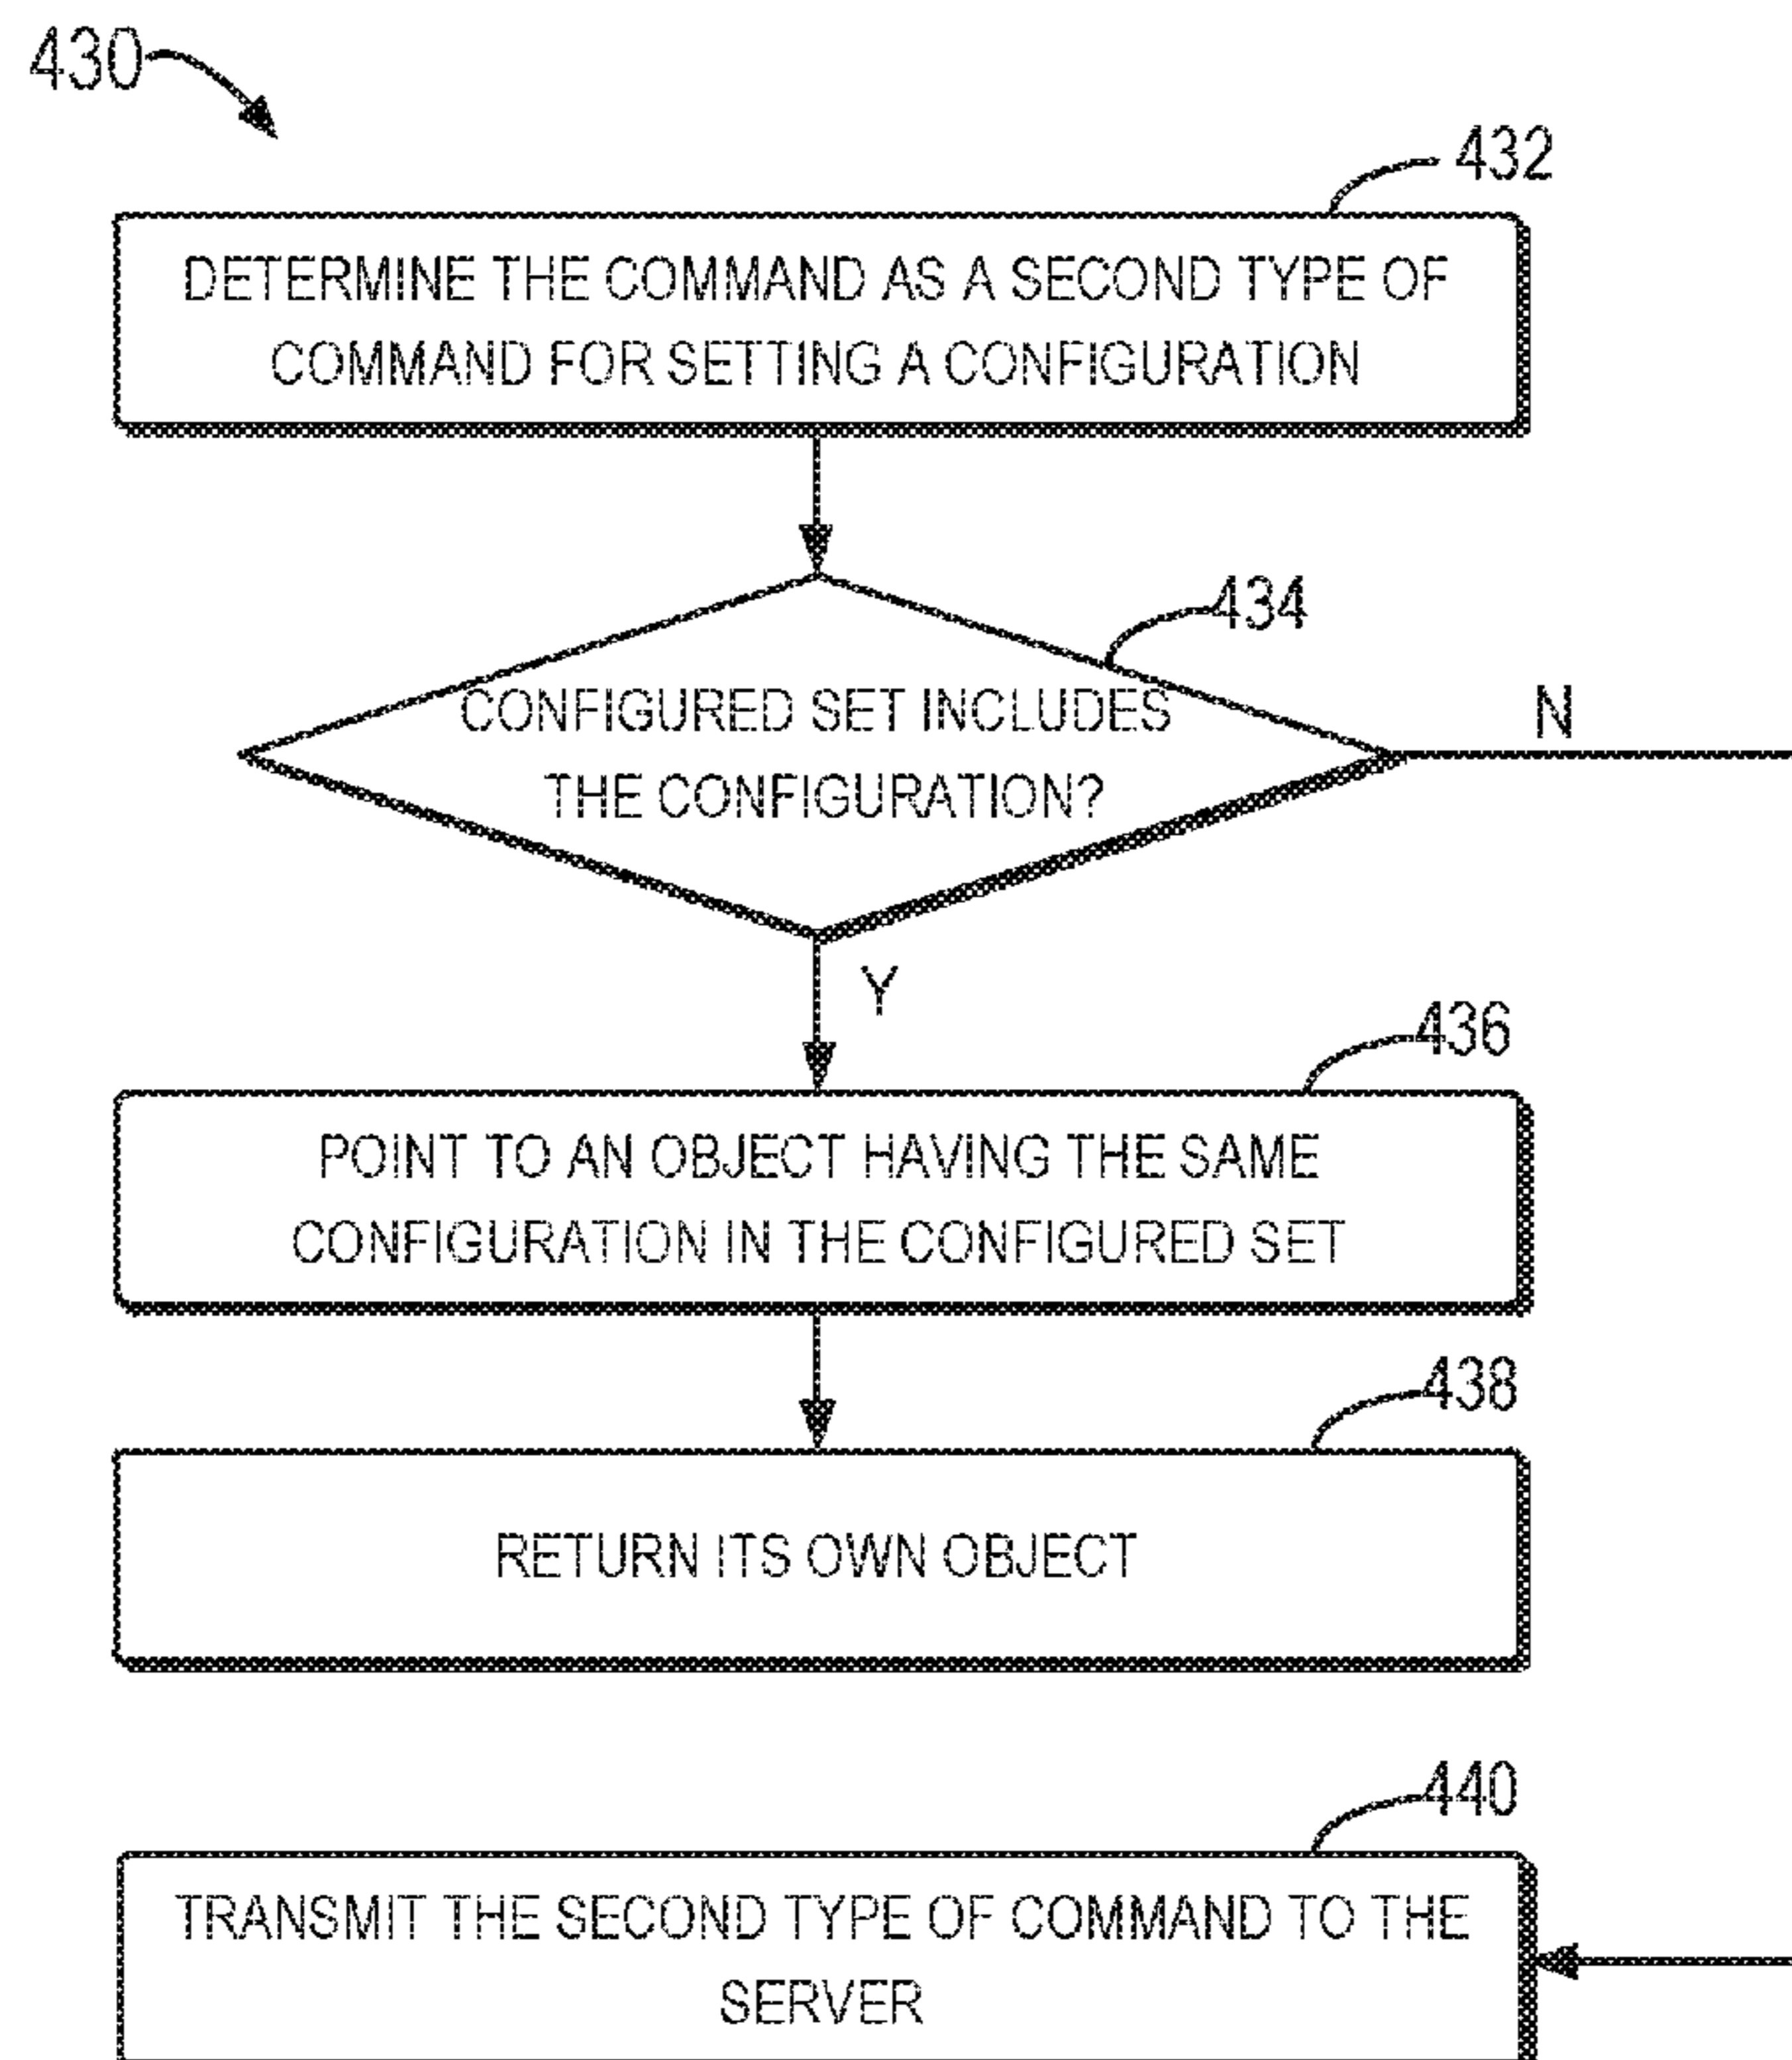 430
432
DETERMINE THE COMMAND AS A SECOND TYPE OF
COMMAND FOR SETTING A CONFIGURATION
434
CONFIGURED SET INCLUDES
THE CONFIGURATION?
N
Y
436
POINT TO AN OBJECT HAVING THE SAME
CONFIGURATION IN THE CONFIGURED SET
438
RETURN ITS OWN OBJECT
440
TRANSMIT THE SECOND TYPE OF COMMAND TO THE
SERVER